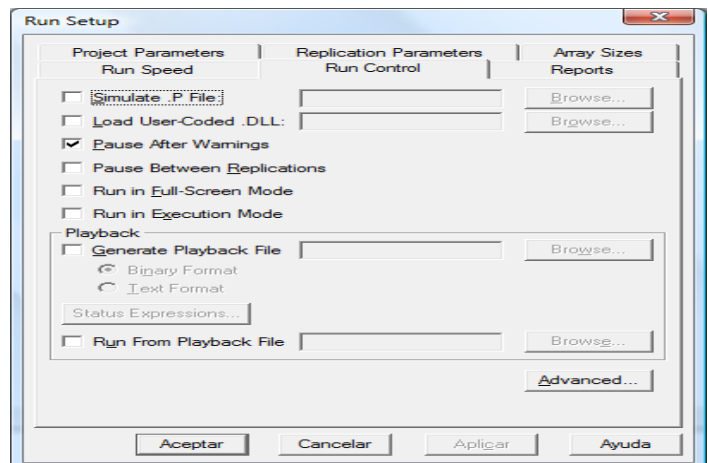 Run Setup
Project Parameters Replication Parameters Array Sizes
Run Speed Run Control Reports
Simulate .P File: Browse...
Load User-Coded .DLL: Browse...
Pause After Warnings
Pause Between Replications
Run in Full-Screen Mode
Run in Execution Mode
Playback
Generate Playback File Browse...
Binary Format
Text Format
Status Expressions...
Run From Playback File Browse...
Advanced...
Aceptar Cancelar Aplicar Ayuda